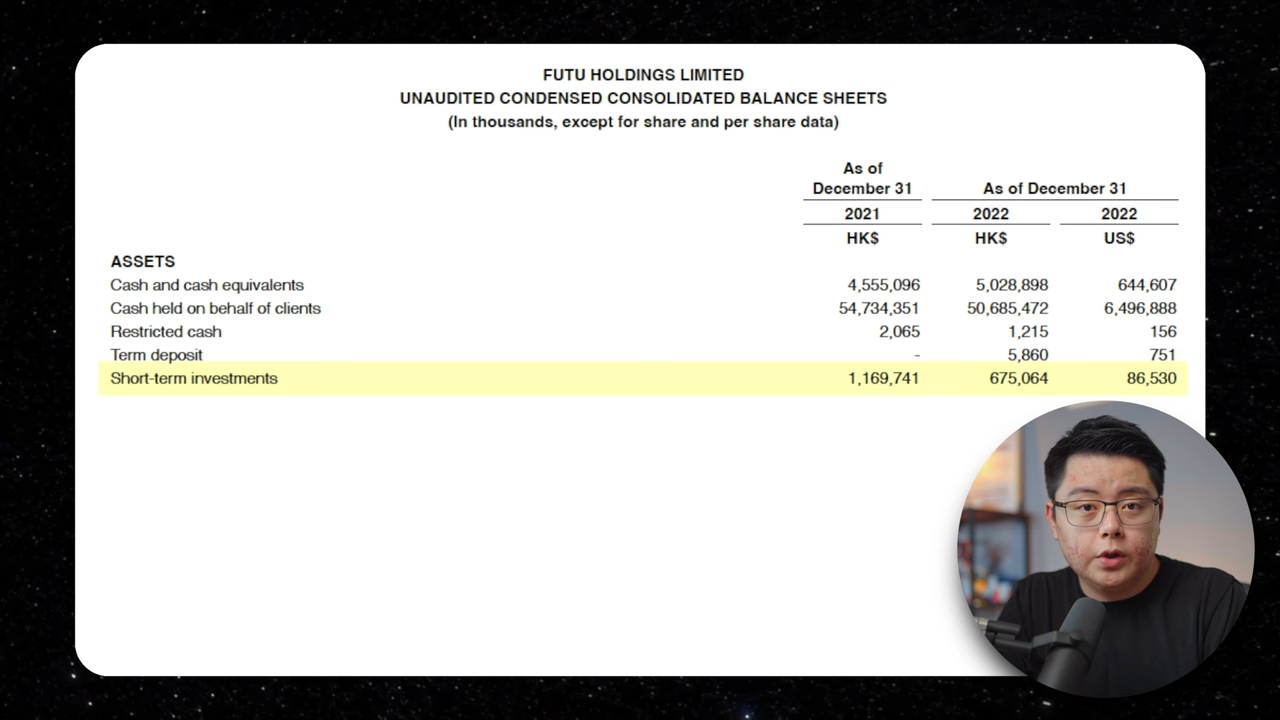 FUTU HOLDINGS LIMITED
UNAUDITED CONDENSED CONSOLIDATED BALANCE SHEETS
(In thousands, except for share and per share data)
As of
December 31 As of December 31
2021 2022 2022
HK$ HK$ US$
ASSETS
Cash and cash equivalents 4,555,096 5,028,898 644,607
Cash held on behalf of clients 54,734,351 50,685,472 6,496,888
Restricted cash 2,065 1,215 156
Term deposit - 5,860 751
Short-term investments 1,169,741 675,064 86,530